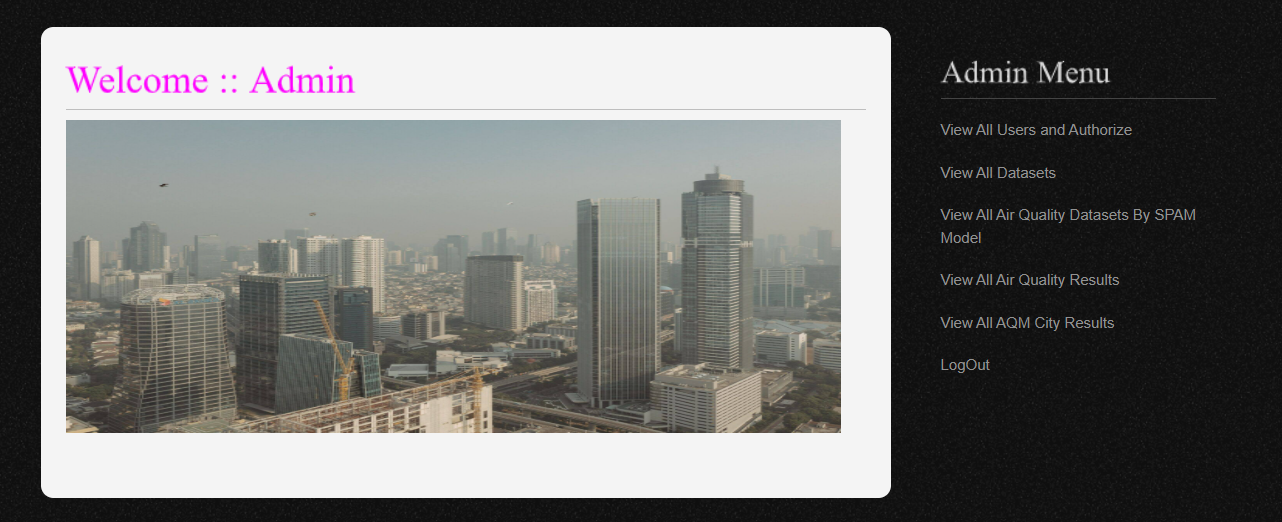 Welcome :: Admin
Admin Menu
View All Users and Authorize
View All Datasets
View All Air Quality Datasets By SPAM
Model
View All Air Quality Results
View All AQM City Results
LogOut